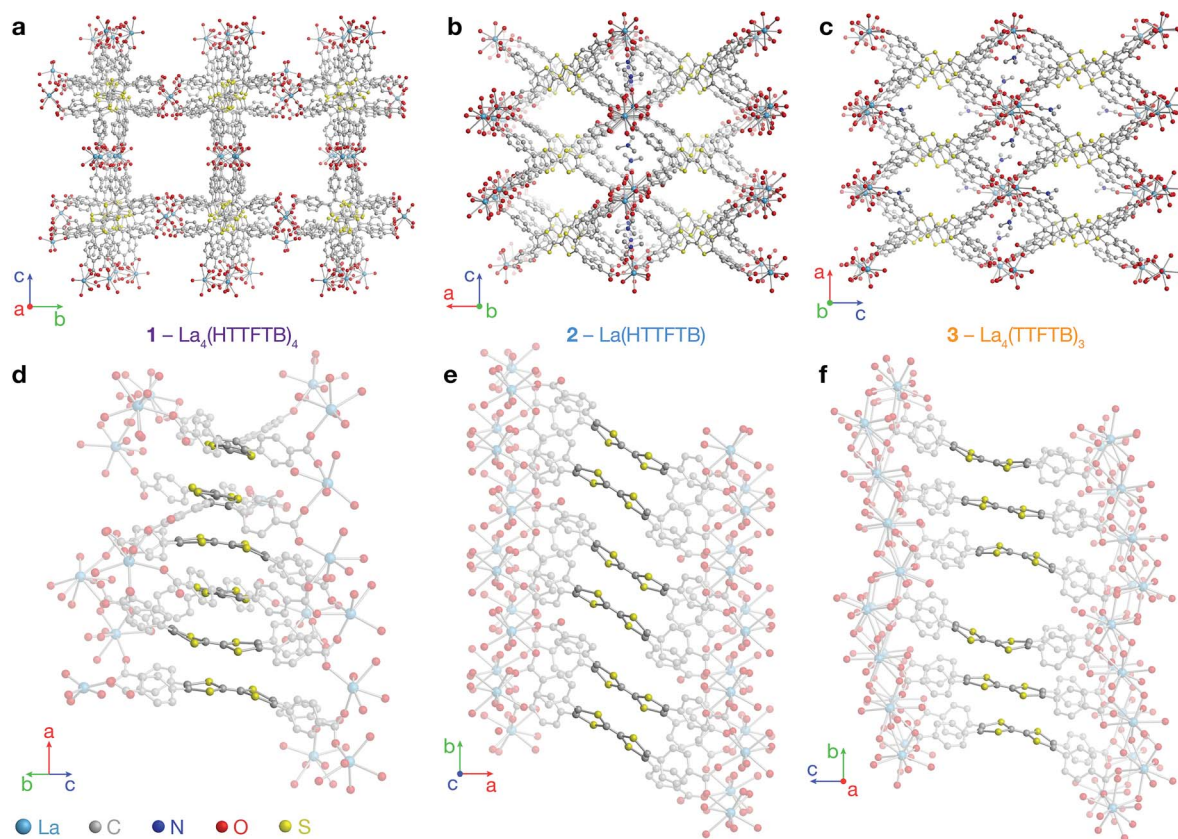 a
b
c
c
a
b
c
a
b
a
b
c
1 – La₄(HTTFTB)₄
2 – La(HTTFTB)
3 – La₄(TTFTB)₃
d
e
f
a
b
c
b
c
a
b
c
a
La
C
N
O
S